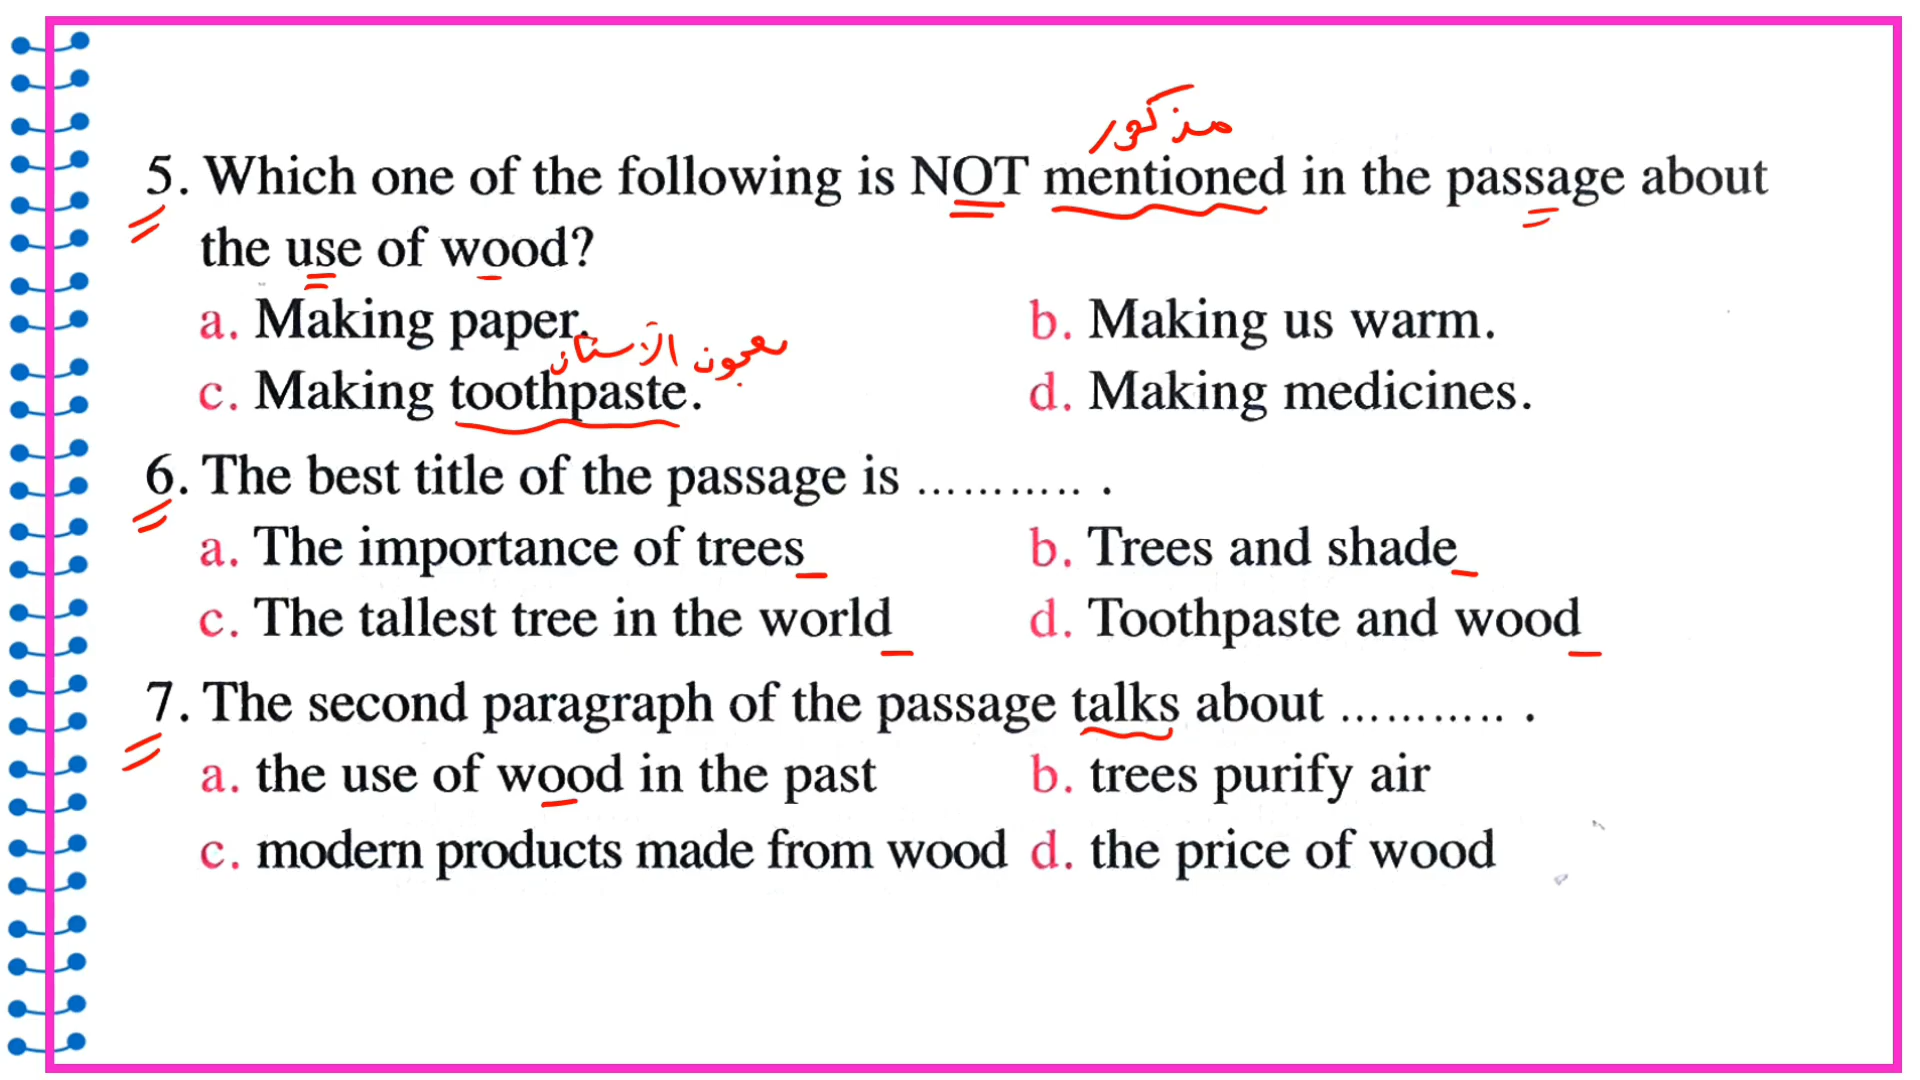 مذكور
5. Which one of the following is NOT mentioned in the passage about
the use of wood?
a. Making paper. b. Making us warm.
معجون الأسنان
c. Making toothpaste. d. Making medicines.
6. The best title of the passage is ........... .
a. The importance of trees b. Trees and shade
c. The tallest tree in the world d. Toothpaste and wood
7. The second paragraph of the passage talks about ........... .
a. the use of wood in the past b. trees purify air
c. modern products made from wood d. the price of wood